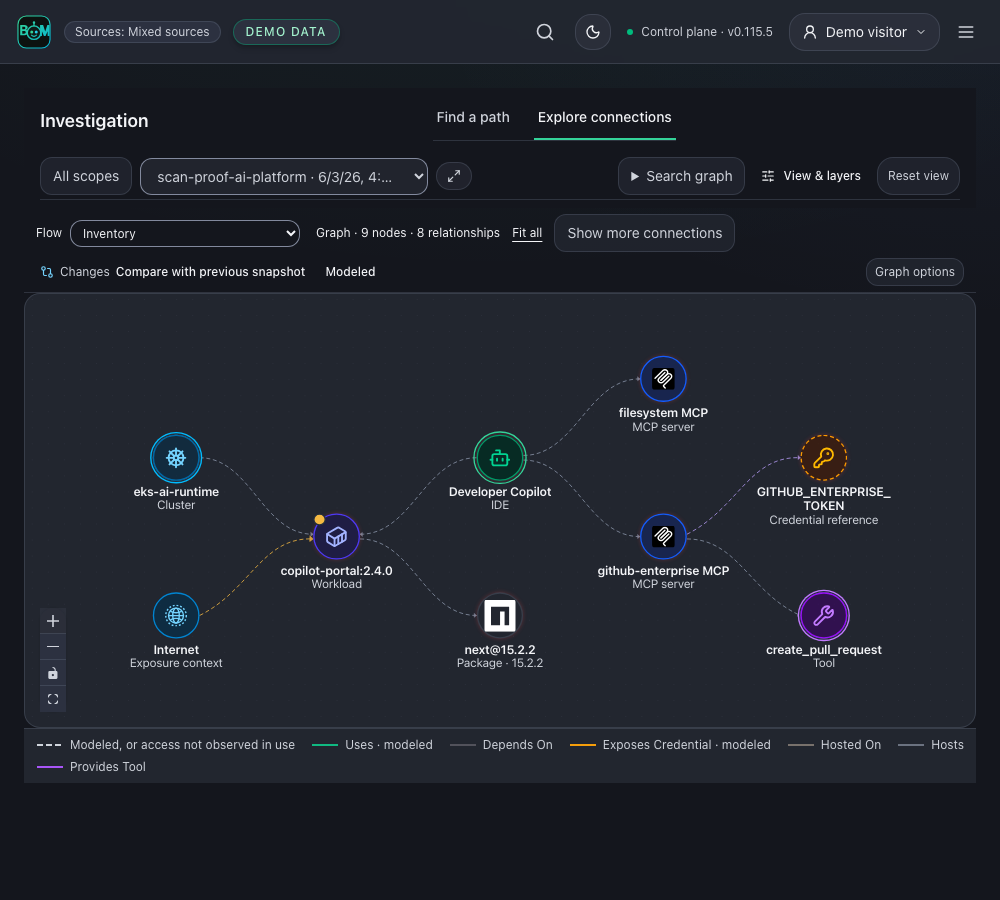 BOM
Sources: Mixed sources
DEMO DATA
Control plane · v0.115.5
Demo visitor
Investigation
Find a path
Explore connections
All scopes
scan-proof-ai-platform · 6/3/26, 4:...
Search graph
View & layers
Reset view
Flow
Inventory
Graph · 9 nodes · 8 relationships
Fit all
Show more connections
Changes
Compare with previous snapshot
Modeled
Graph options
filesystem MCP
MCP server
eks-ai-runtime
Cluster
Developer Copilot
IDE
GITHUB_ENTERPRISE_
TOKEN
Credential reference
copilot-portal:2.4.0
Workload
github-enterprise MCP
MCP server
Internet
Exposure context
next@15.2.2
Package · 15.2.2
create_pull_request
Tool
Modeled, or access not observed in use
Uses · modeled
Depends On
Exposes Credential · modeled
Hosted On
Hosts
Provides Tool